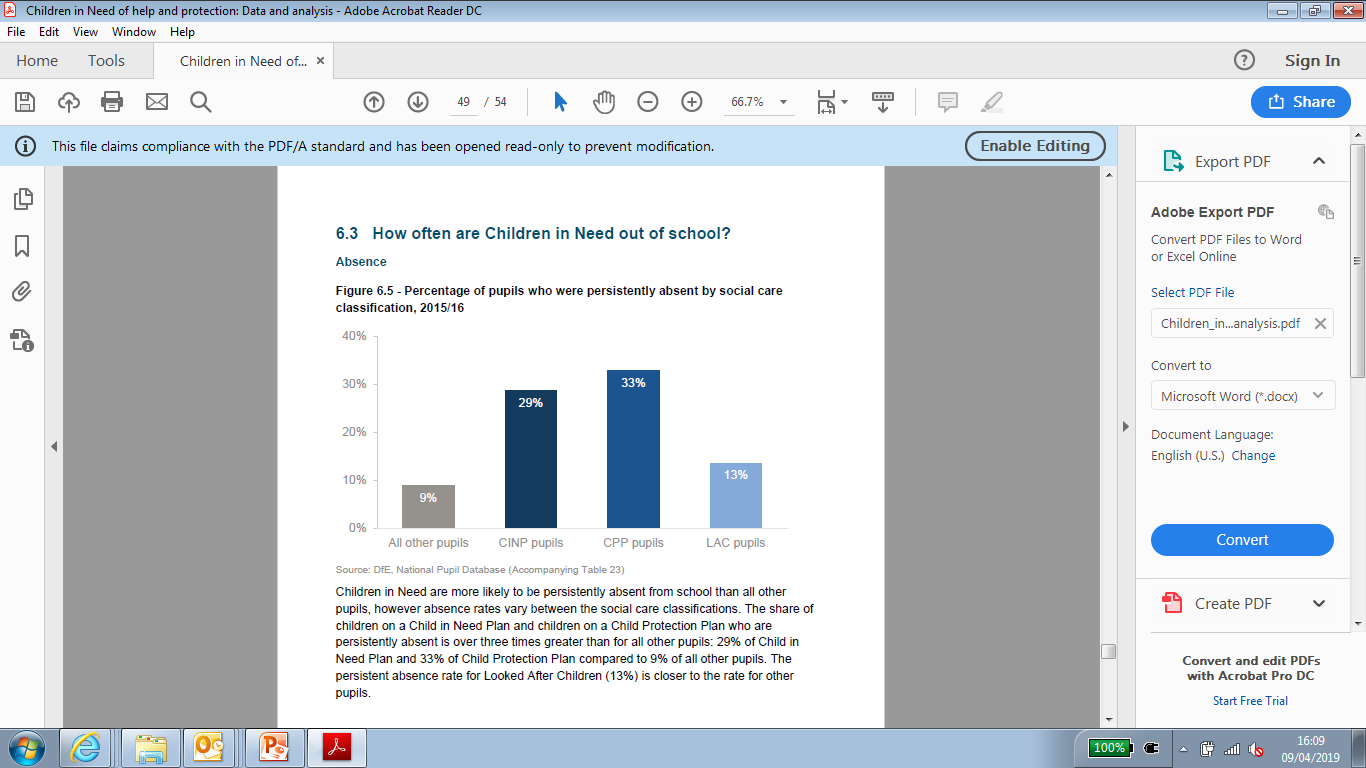 Children in Need of help and protection: Data and analysis - Adobe Acrobat Reader DC
File Edit View Window Help
Home Tools Children in Need of... × ? Sign In
49 / 54 66.7% Share
This file claims compliance with the PDF/A standard and has been opened read-only to prevent modification. Enable Editing
6.3 How often are Children in Need out of school?
Absence
Figure 6.5 - Percentage of pupils who were persistently absent by social care
classification, 2015/16
40%
30%
20%
10%
0%
9%
29%
33%
13%
All other pupils CINP pupils CPP pupils LAC pupils
Source: DfE, National Pupil Database (Accompanying Table 23)
Children in Need are more likely to be persistently absent from school than all other
pupils, however absence rates vary between the social care classifications. The share of
children on a Child in Need Plan and children on a Child Protection Plan who are
persistently absent is over three times greater than for all other pupils: 29% of Child in
Need Plan and 33% of Child Protection Plan compared to 9% of all other pupils. The
persistent absence rate for Looked After Children (13%) is closer to the rate for other
pupils.
Export PDF
Adobe Export PDF
Convert PDF Files to Word
or Excel Online
Select PDF File
Children_in...analysis.pdf
Convert to
Microsoft Word (*.docx)
Document Language:
English (U.S.) Change
Convert
Create PDF
Convert and edit PDFs
with Acrobat Pro DC
Start Free Trial
100%
16:09
09/04/2019